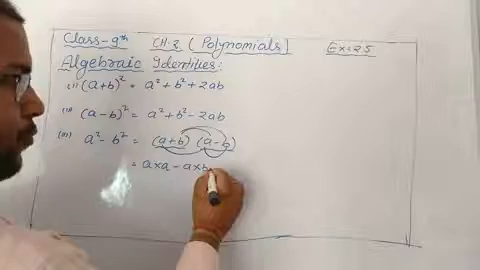 Class-9th CH-2 ( Polynomials) Ex:-2.5
Algebraic Identities:
(i) (a+b)² = a² + b² + 2ab
(ii) (a-b)² = a² + b² - 2ab
(iii) a² - b² = (a+b) (a-b)
= a×a - a×b